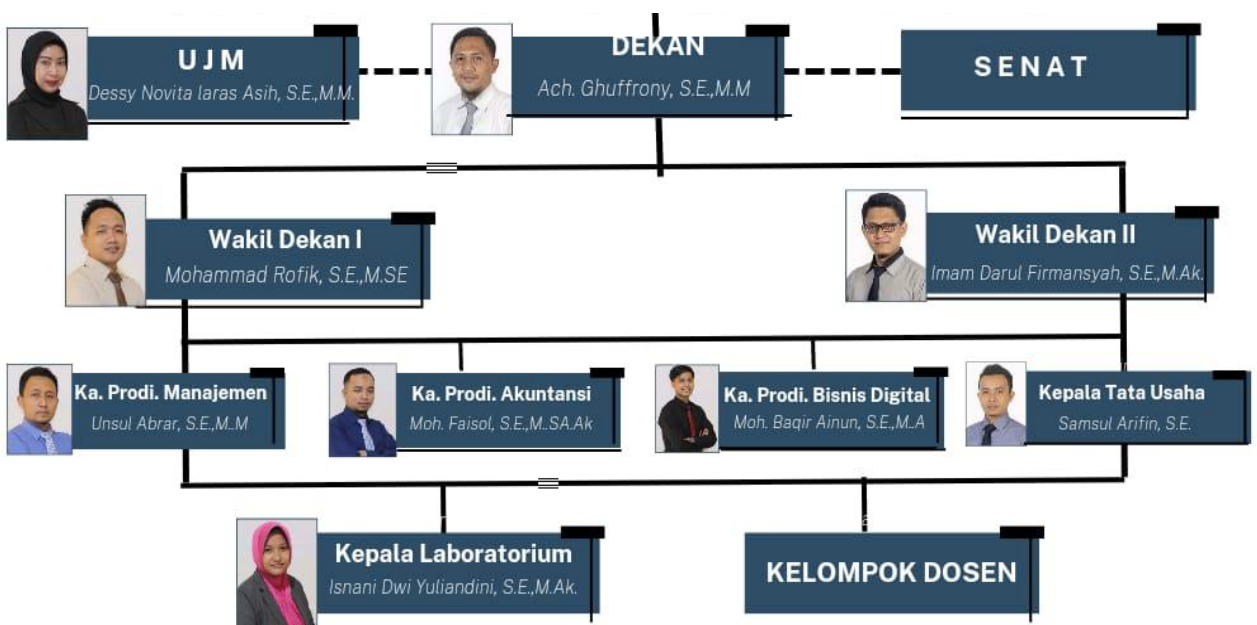 UJM
Dessy Novita laras Asih, S.E.,M.M.
DEKAN
Ach. Ghuffrony, S.E.,M.M
SENAT
Wakil Dekan I
Mohammad Rofik, S.E.,M.SE
Wakil Dekan II
Imam Darul Firmansyah, S.E.,M.Ak.
Ka. Prodi. Manajemen
Unsul Abrar, S.E.,M.M
Ka. Prodi. Akuntansi
Moh. Faisol, S.E.,M.SA.Ak
Ka. Prodi. Bisnis Digital
Moh. Baqir Ainun, S.E.,M.A
Kepala Tata Usaha
Samsul Arifin, S.E.
Kepala Laboratorium
Isnani Dwi Yuliandini, S.E.,M.Ak.
KELOMPOK DOSEN